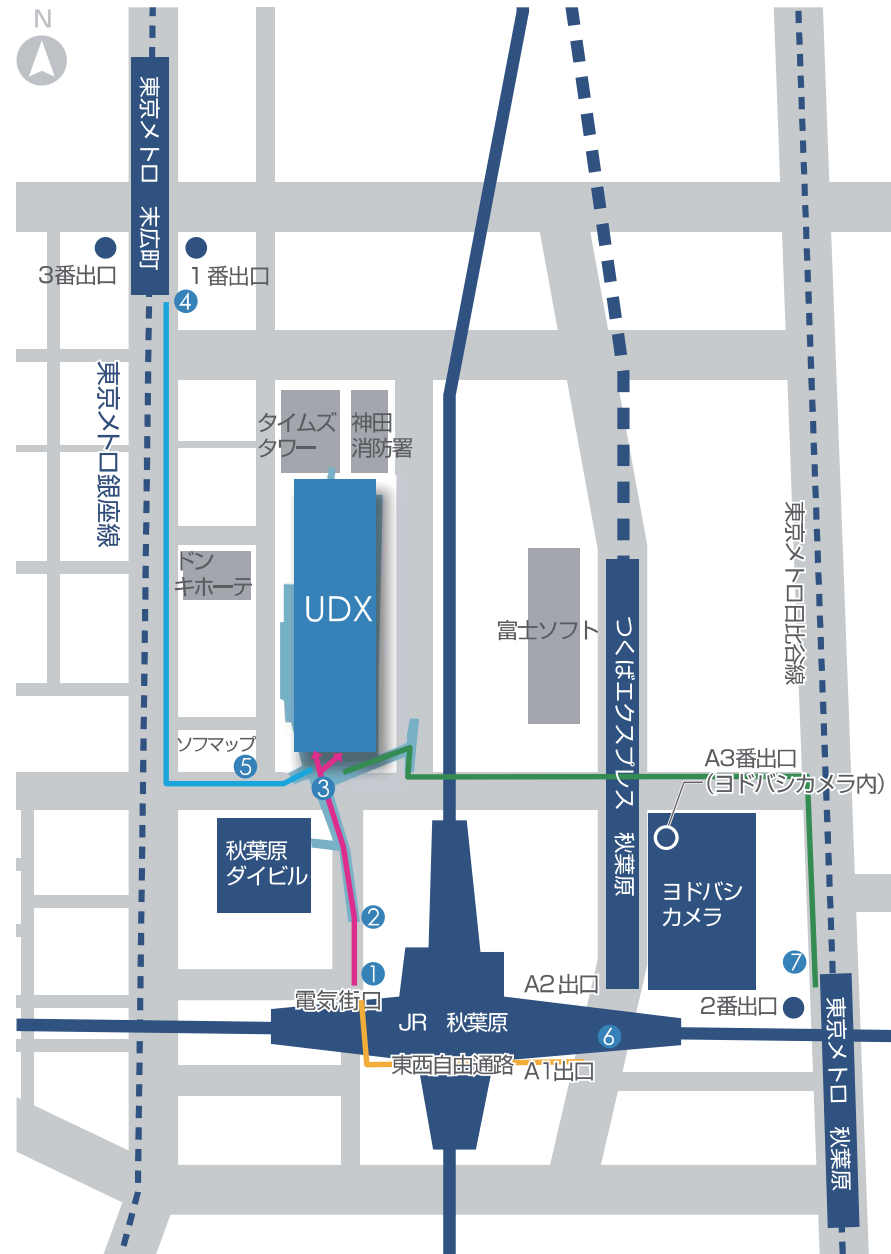 N
東京メトロ 末広町
3番出口
1番出口
4
東京メトロ銀座線
タイムズ
タワー
神田
消防署
ドン
キホーテ
UDX
富士ソフト
つくばエクスプレス 秋葉原
東京メトロ日比谷線
ソフマップ
5
3
A3番出口
(ヨドバシカメラ内)
秋葉原
ダイビル
ヨドバシ
カメラ
2
1
7
電気街口
A2出口
2番出口
JR 秋葉原
6
東西自由通路
A1出口
東京メトロ 秋葉原